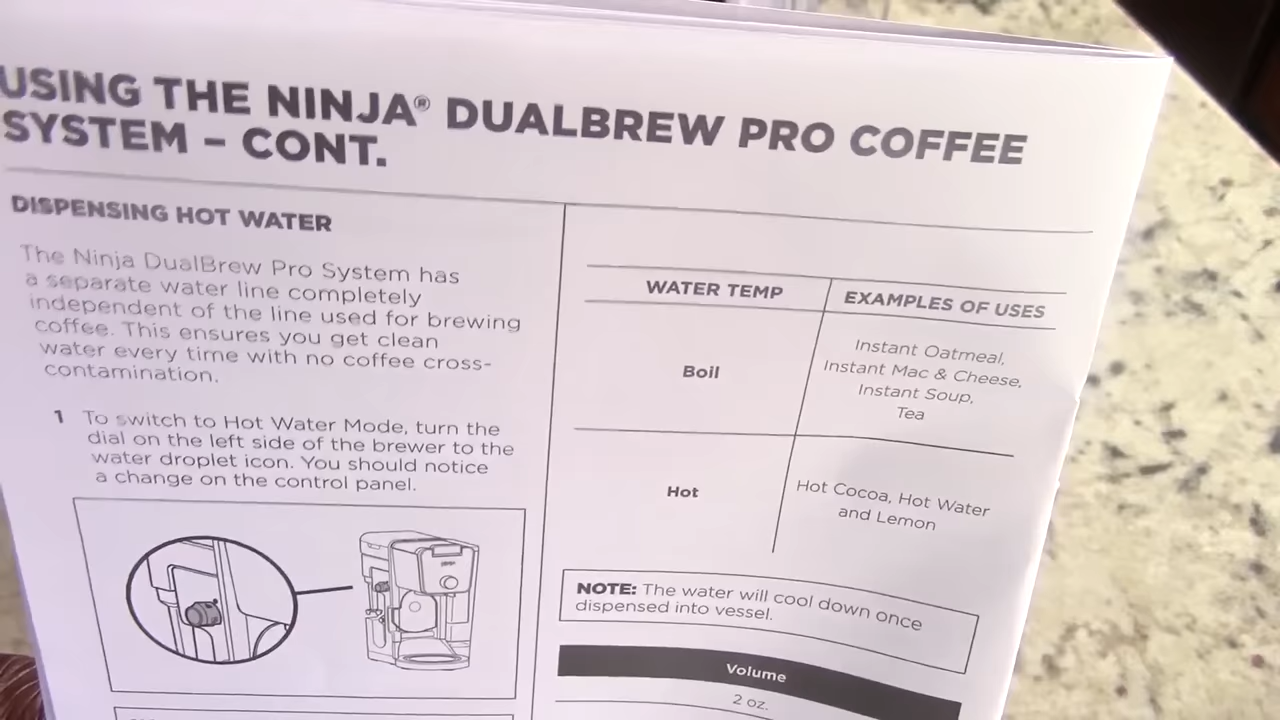 USING THE NINJA® DUALBREW PRO COFFEE
SYSTEM – CONT.
DISPENSING HOT WATER
The Ninja DualBrew Pro System has
a separate water line completely
independent of the line used for brewing
coffee. This ensures you get clean
water every time with no coffee cross-
contamination.
1 To switch to Hot Water Mode, turn the
dial on the left side of the brewer to the
water droplet icon. You should notice
a change on the control panel.
WATER TEMP
EXAMPLES OF USES
Boil
Instant Oatmeal,
Instant Mac & Cheese,
Instant Soup,
Tea
Hot
Hot Cocoa, Hot Water
and Lemon
NOTE: The water will cool down once
dispensed into vessel.
Volume
2 oz.